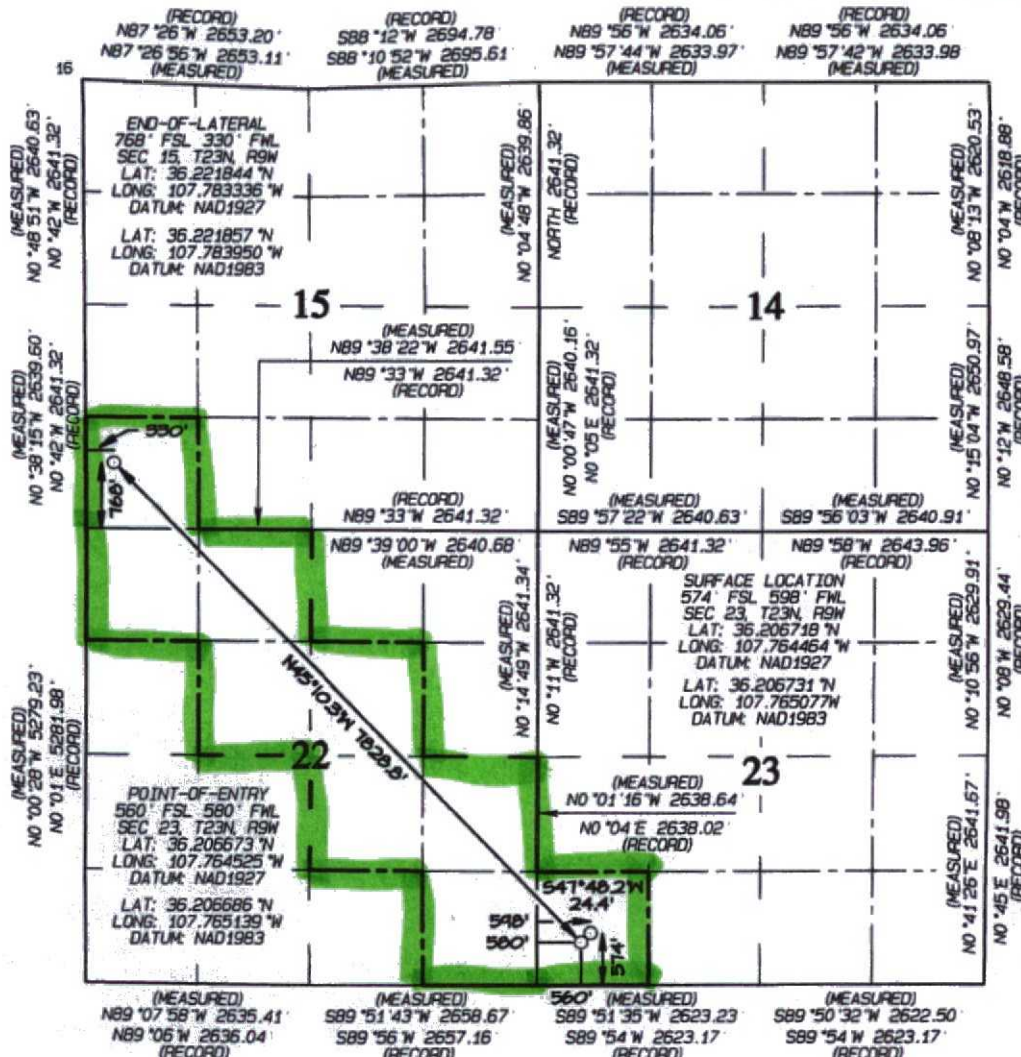 (RECORD)
N87°26'W 2653.20'
N87°26'56"W 2653.11'
(MEASURED)
(RECORD)
S88°12'W 2694.78'
S88°10'52"W 2695.61'
(MEASURED)
(RECORD)
N89°56'W 2634.06'
N89°57'44"W 2633.97'
(MEASURED)
(RECORD)
N89°56'W 2634.06'
N89°57'42"W 2633.98'
(MEASURED)
16
(MEASURED)
N0°48'51"W 2640.63'
N0°42'W 2641.32'
(RECORD)
END-OF-LATERAL
768' FSL 330' FWL
SEC 15, T23N, R9W
LAT: 36.221844°N
LONG: 107.783336°W
DATUM: NAD1927
LAT: 36.221857°N
LONG: 107.783950°W
DATUM: NAD1983
(MEASURED)
N0°04'48"W 2639.86'
NORTH 2641.32'
(RECORD)
(MEASURED)
N0°08'13"W 2620.53'
N0°04'W 2618.88'
(RECORD)
15
14
(MEASURED)
N89°38'22"W 2641.55'
N89°33'W 2641.32'
(RECORD)
(MEASURED)
N0°38'15"W 2639.60'
N0°42'W 2641.32'
(RECORD)
(MEASURED)
N0°00'47"W 2640.16'
N0°05'E 2641.32'
(RECORD)
(MEASURED)
N0°15'04"W 2650.97'
N0°12'W 2648.58'
(RECORD)
330'
768'
(RECORD)
N89°33'W 2641.32'
N89°39'00"W 2640.68'
(MEASURED)
(MEASURED)
S89°57'22"W 2640.63'
N89°55'W 2641.32'
(RECORD)
(MEASURED)
S89°56'03"W 2640.91'
N89°58'W 2643.96'
(RECORD)
N45°10.3'W 7828.8'
(MEASURED)
N0°14'49"W 2641.34'
N0°11'W 2641.32'
(RECORD)
SURFACE LOCATION
574' FSL 598' FWL
SEC 23, T23N, R9W
LAT: 36.206718°N
LONG: 107.764464°W
DATUM: NAD1927
LAT: 36.206731°N
LONG: 107.765077W
DATUM: NAD1983
(MEASURED)
N0°10'56"W 2629.91'
N0°08'W 2629.44'
(RECORD)
(MEASURED)
N0°00'28"W 5279.23'
N0°01'E 5281.98'
(RECORD)
22
23
POINT-OF-ENTRY
560' FSL 580' FWL
SEC 23, T23N, R9W
LAT: 36.206673°N
LONG: 107.764525°W
DATUM: NAD1927
LAT: 36.206686°N
LONG: 107.765139°W
DATUM: NAD1983
(MEASURED)
N0°01'16"W 2638.64'
N0°04'E 2638.02'
(RECORD)
(MEASURED)
N0°41'26"E 2641.67'
N0°45'E 2641.98'
(RECORD)
S47°48.2'W
24.4'
598'
580'
574'
560'
(MEASURED)
N89°07'58"W 2635.41'
N89°06'W 2636.04'
(RECORD)
(MEASURED)
S89°51'43"W 2658.67'
S89°56'W 2657.16'
(RECORD)
(MEASURED)
S89°51'35"W 2623.23'
S89°54'W 2623.17'
(RECORD)
(MEASURED)
S89°50'32"W 2622.50'
S89°54'W 2623.17'
(RECORD)